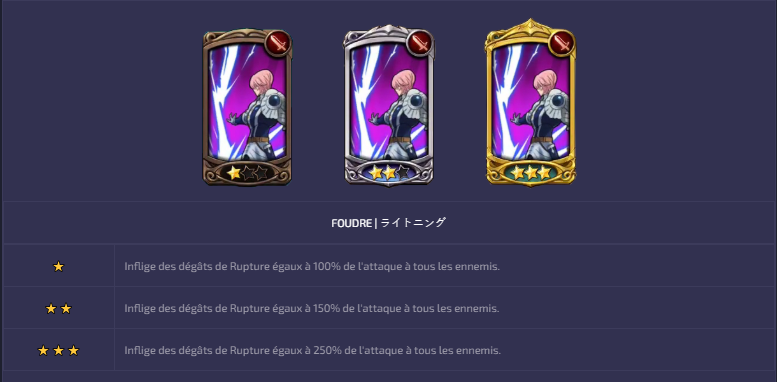 FOUDRE | ライトニング
Inflige des dégâts de Rupture égaux à 100% de l'attaque à tous les ennemis.
Inflige des dégâts de Rupture égaux à 150% de l'attaque à tous les ennemis.
Inflige des dégâts de Rupture égaux à 250% de l'attaque à tous les ennemis.